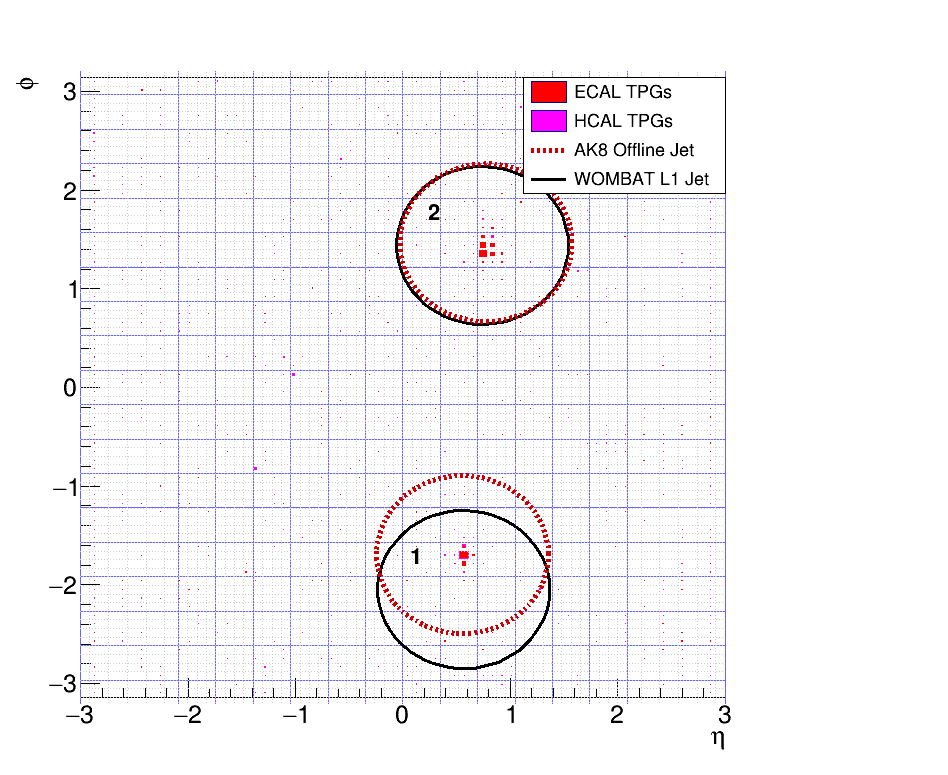 ϕ
3
2
1
0
−1
−2
−3
ECAL TPGs
HCAL TPGs
AK8 Offline Jet
WOMBAT L1 Jet
2
1
−3 −2 −1 0 1 2 3
η